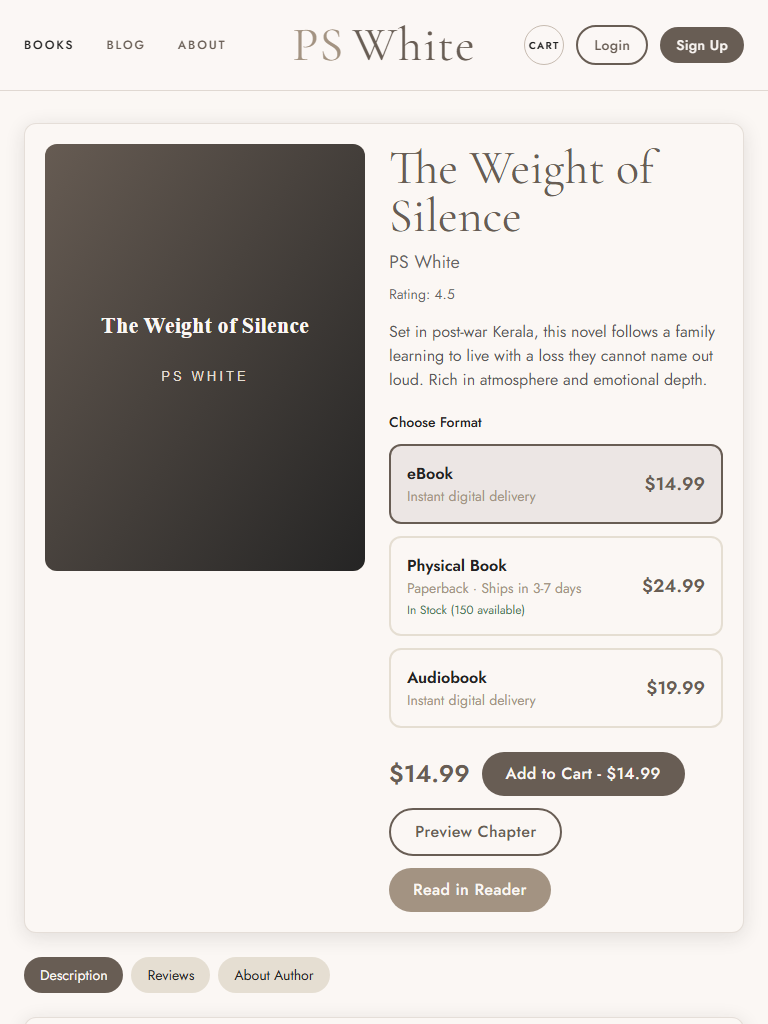 BOOKS
BLOG
ABOUT
PS White
CART
Login
Sign Up
The Weight of Silence
PS WHITE
The Weight of
Silence
PS White
Rating: 4.5
Set in post-war Kerala, this novel follows a family
learning to live with a loss they cannot name out
loud. Rich in atmosphere and emotional depth.
Choose Format
eBook
Instant digital delivery
$14.99
Physical Book
Paperback · Ships in 3-7 days
In Stock (150 available)
$24.99
Audiobook
Instant digital delivery
$19.99
$14.99
Add to Cart - $14.99
Preview Chapter
Read in Reader
Description
Reviews
About Author